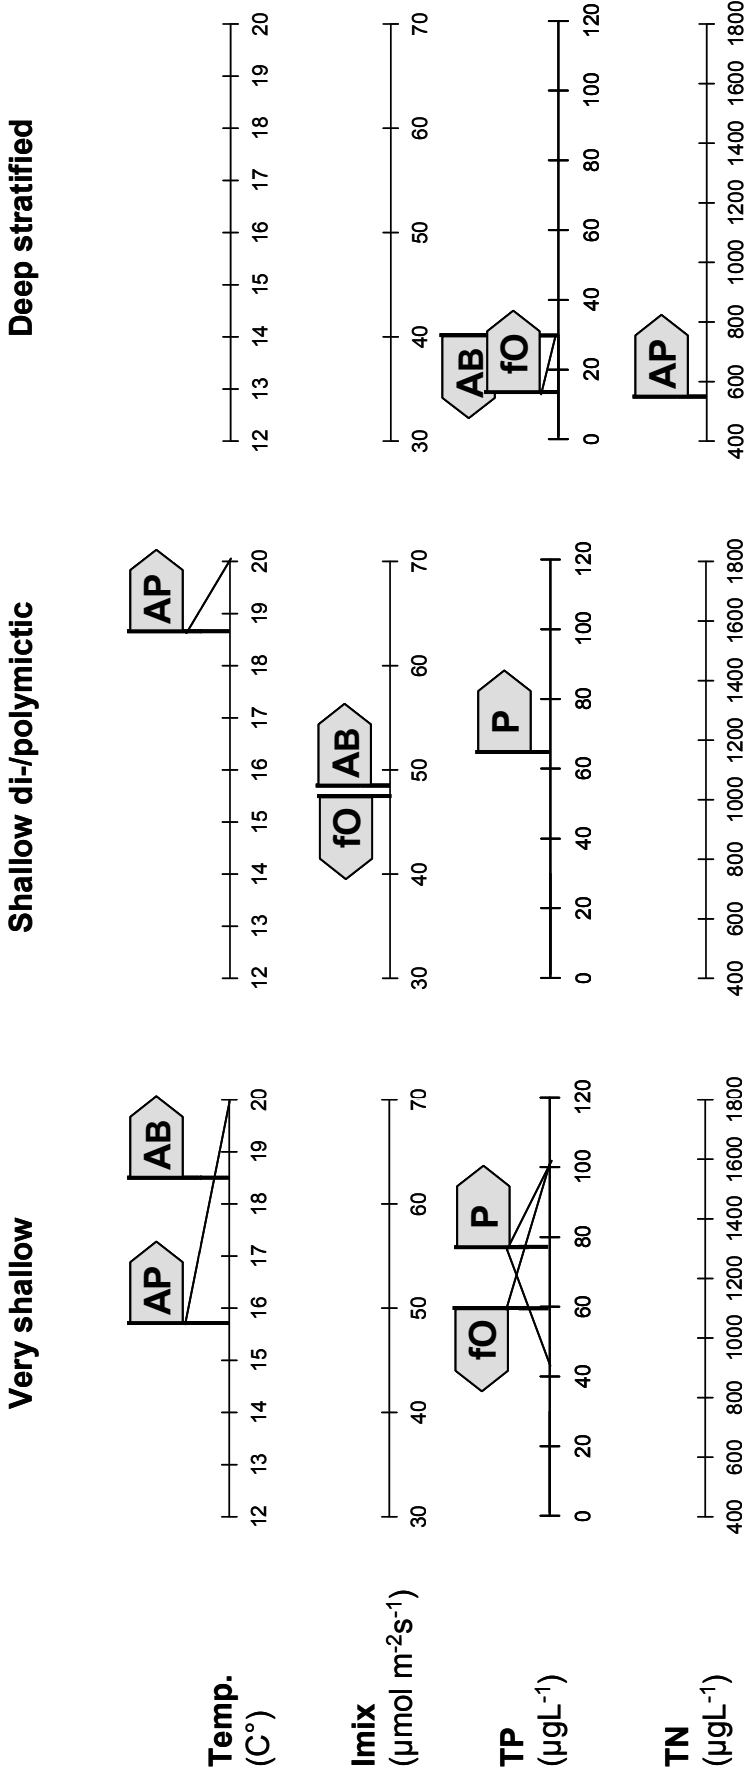 Very shallow
Shallow di-/polymictic
Deep stratified
Temp.
(C°)
AP
AB
12 13 14 15 16 17 18 19 20
AP
12 13 14 15 16 17 18 19 20
12 13 14 15 16 17 18 19 20
Imix
(µmol m⁻²s⁻¹)
30 40 50 60 70
fO
AB
30 40 50 60 70
30 40 50 60 70
TP
(µgL⁻¹)
fO
P
0 20 40 60 80 100 120
P
0 20 40 60 80 100 120
AB
fO
0 20 40 60 80 100 120
TN
(µgL⁻¹)
400 600 800 1000 1200 1400 1600 1800
400 600 800 1000 1200 1400 1600 1800
AP
400 600 800 1000 1200 1400 1600 1800